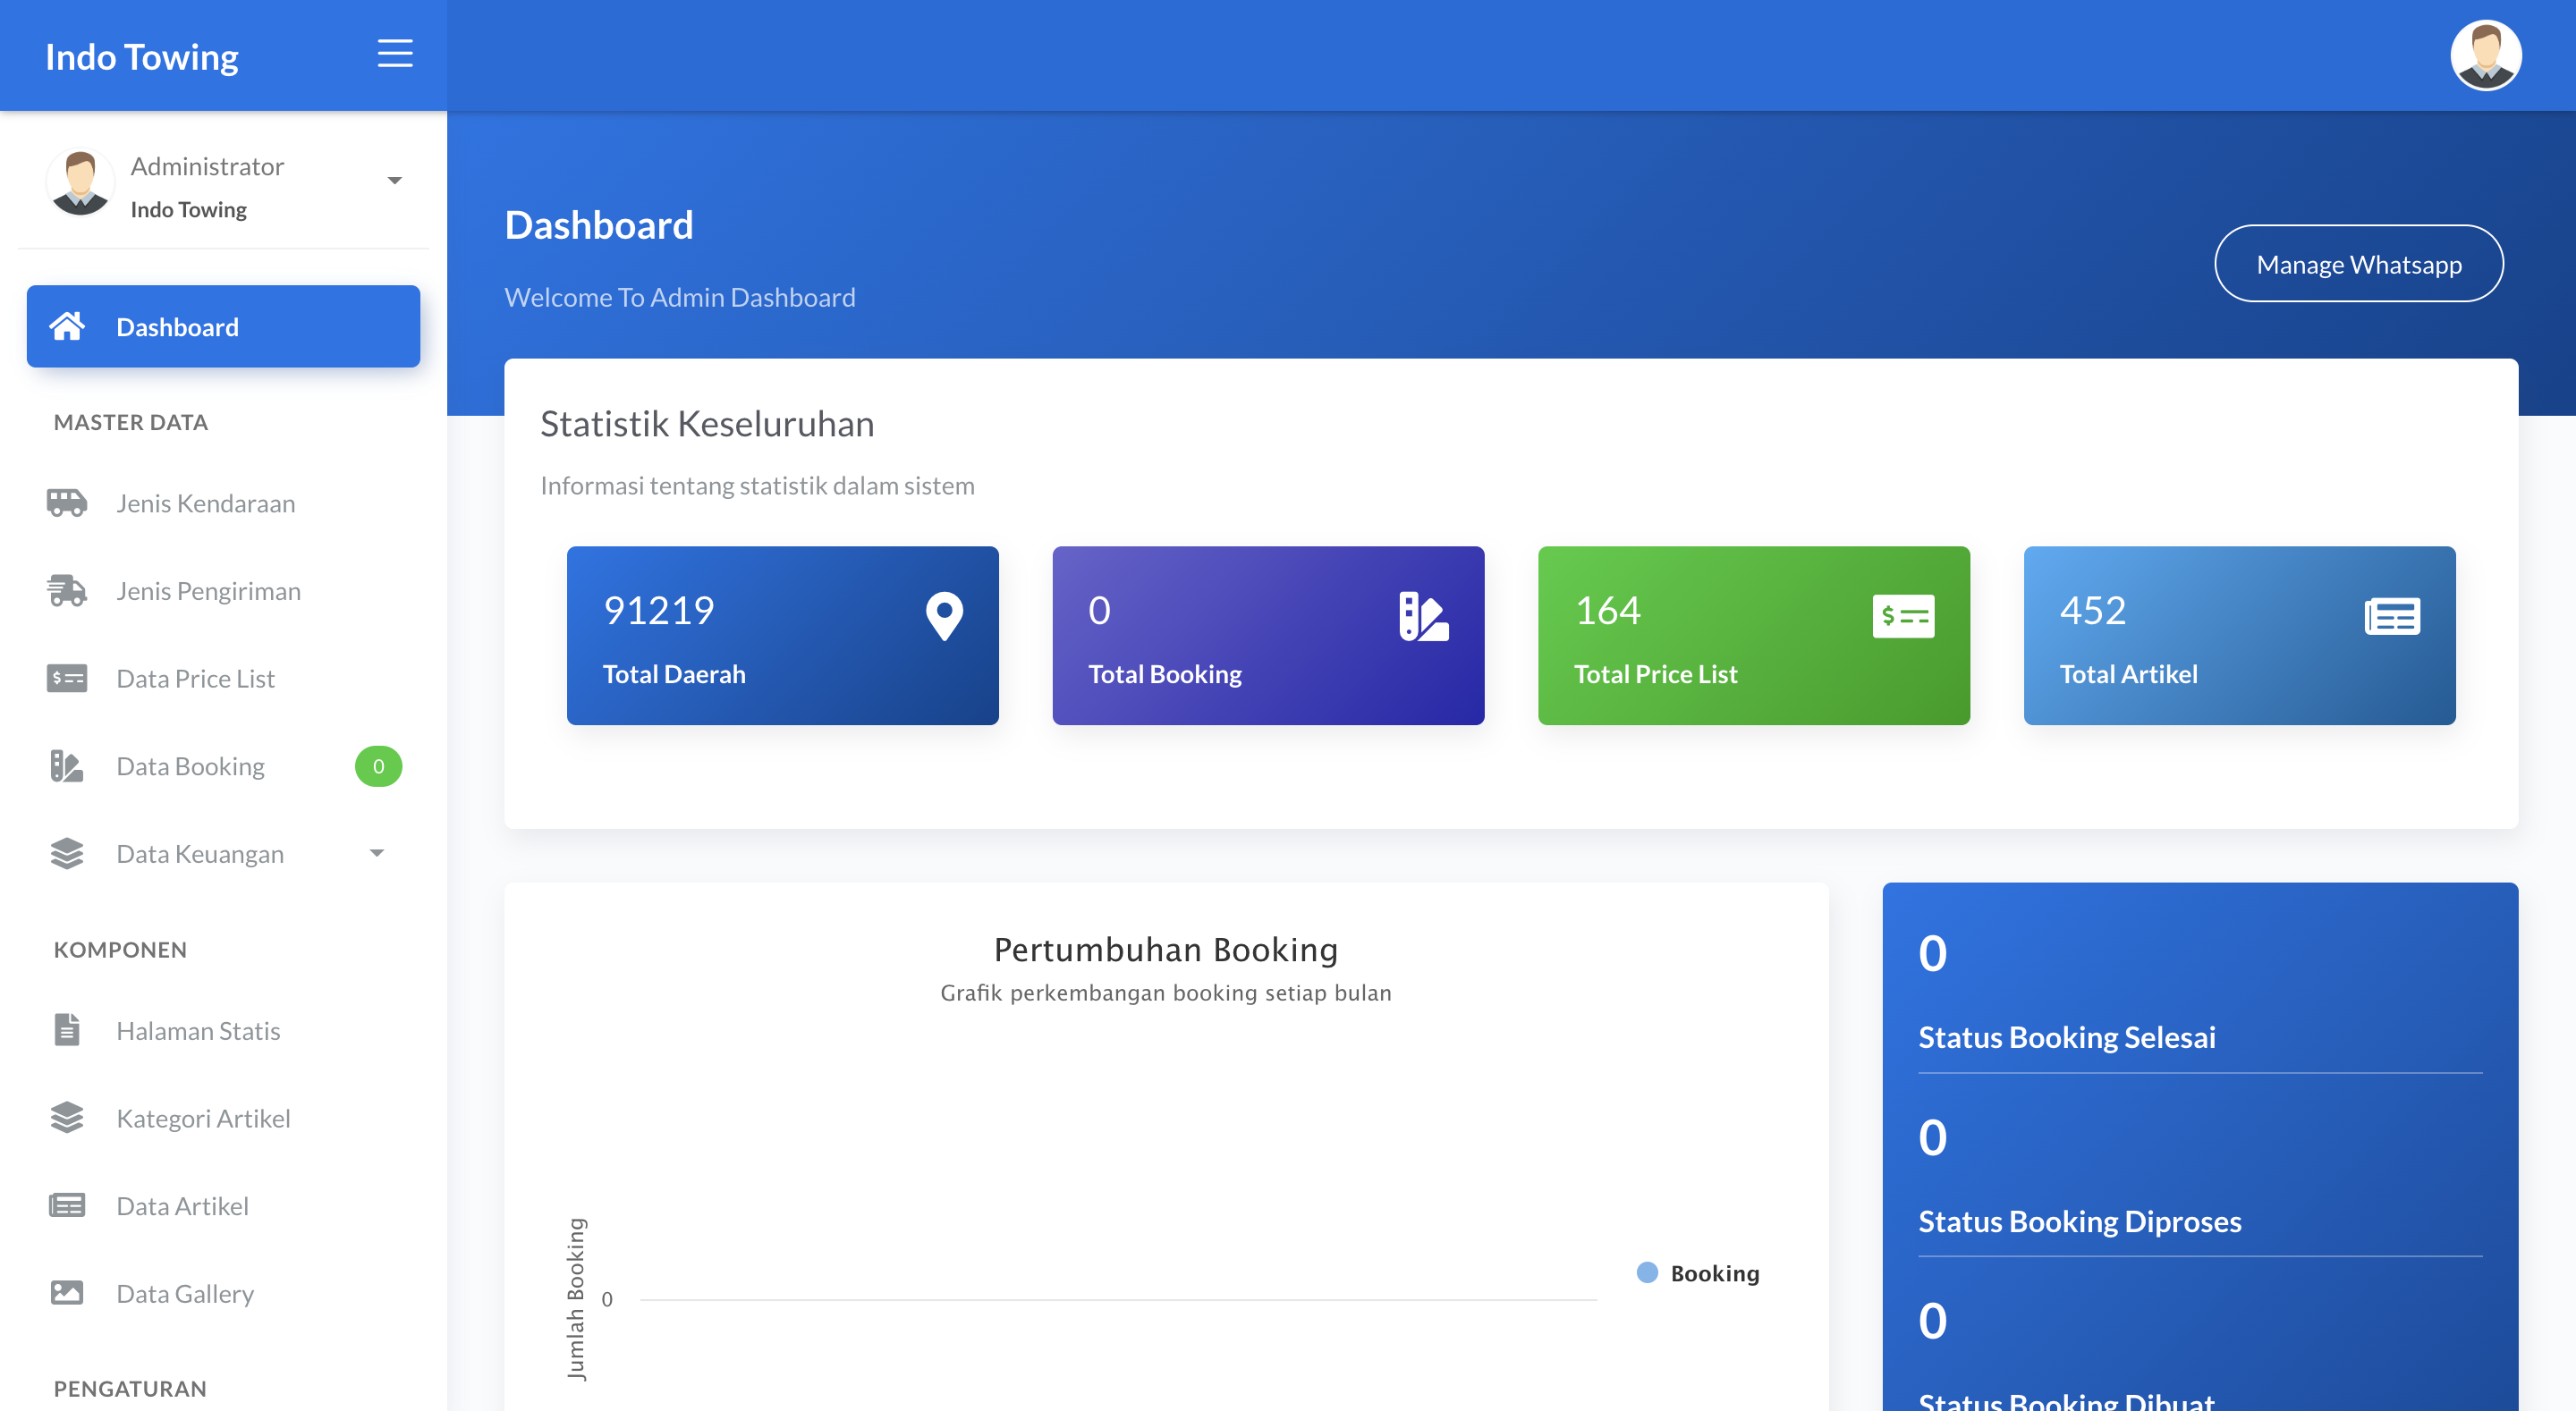 Indo Towing
Administrator
Indo Towing
Dashboard
MASTER DATA
Jenis Kendaraan
Jenis Pengiriman
Data Price List
Data Booking 0
Data Keuangan
KOMPONEN
Halaman Statis
Kategori Artikel
Data Artikel
Data Gallery
PENGATURAN
Dashboard
Welcome To Admin Dashboard
Manage Whatsapp
Statistik Keseluruhan
Informasi tentang statistik dalam sistem
91219
Total Daerah
0
Total Booking
164
Total Price List
452
Total Artikel
Pertumbuhan Booking
Grafik perkembangan booking setiap bulan
Jumlah Booking
0
Booking
0
Status Booking Selesai
0
Status Booking Diproses
0
Status Booking Dibuat